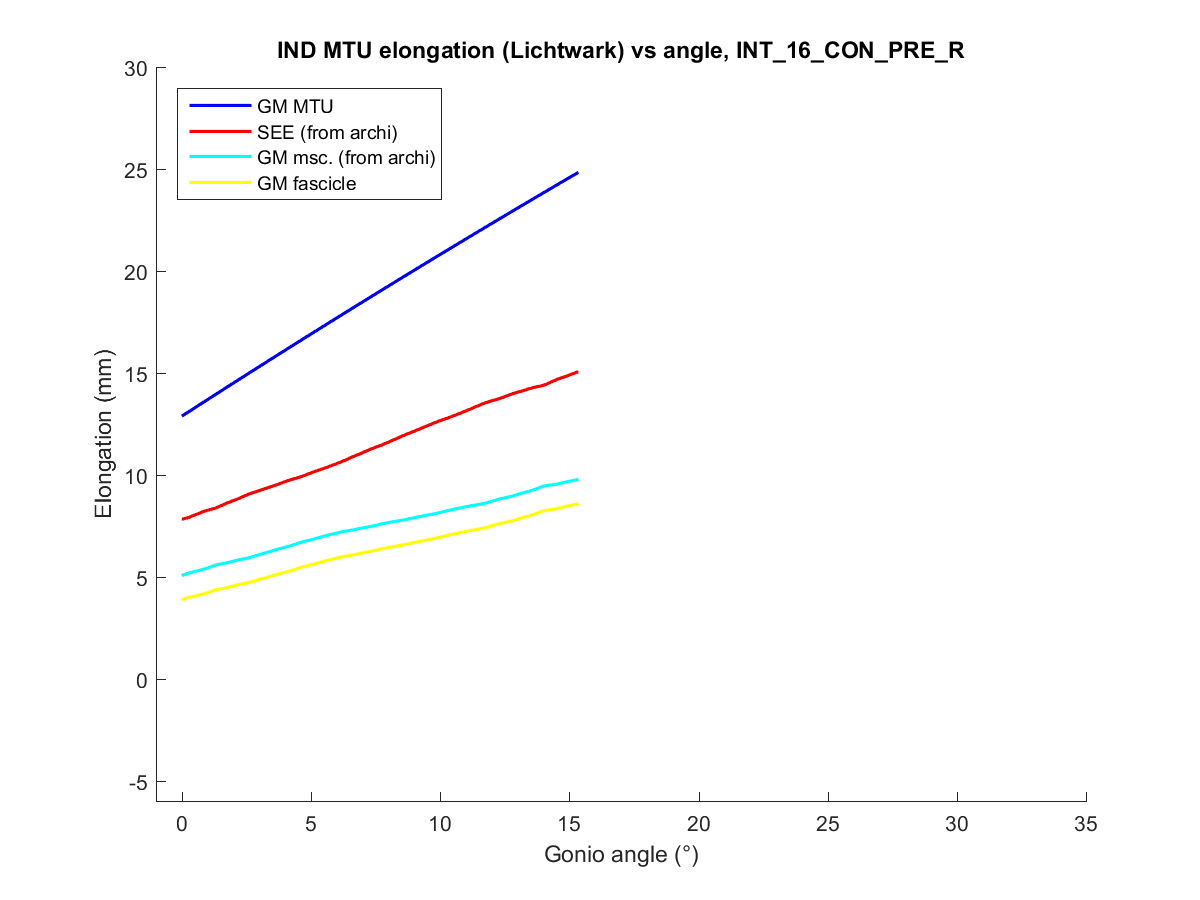 IND MTU elongation (Lichtwark) vs angle, INT_16_CON_PRE_R
30
25
20
15
10
5
0
-5
Elongation (mm)
GM MTU
SEE (from archi)
GM msc. (from archi)
GM fascicle
0 5 10 15 20 25 30 35
Gonio angle (°)